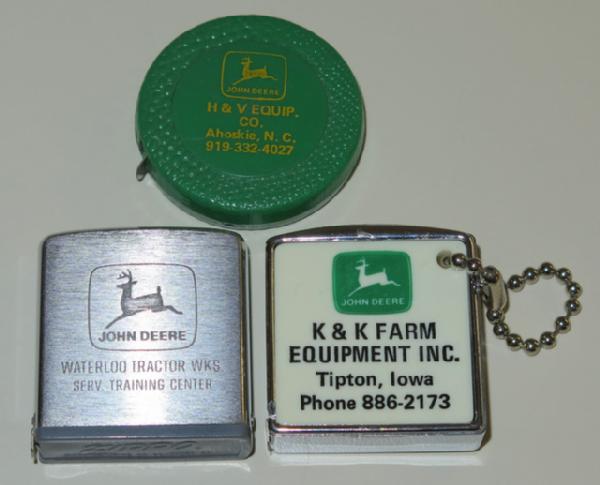 JOHN DEERE
H & V EQUIP.
CO.
Ahoskie, N. C.
919-332-4027
JOHN DEERE
WATERLOO TRACTOR WKS
SERV. TRAINING CENTER
JOHN DEERE
K & K FARM
EQUIPMENT INC.
Tipton, Iowa
Phone 886-2173